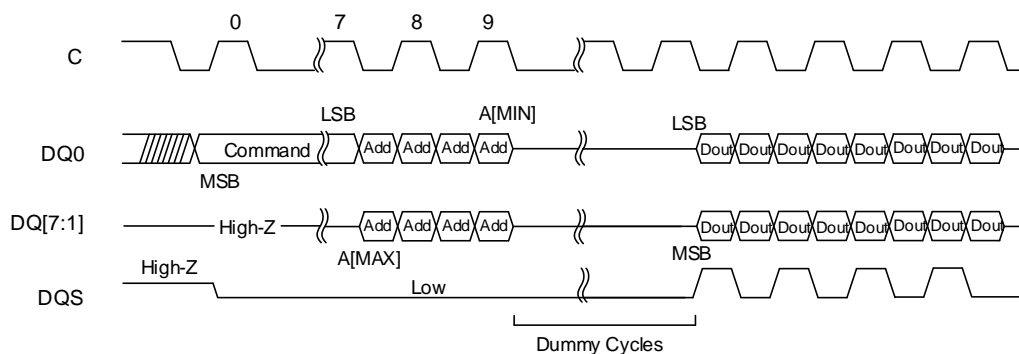 0 7 8 9
C
LSB A[MIN] LSB
DQ0 Command Add Add Add Add Dout Dout Dout Dout Dout Dout Dout Dout
MSB
DQ[7:1] High-Z Add Add Add Add Dout Dout Dout Dout Dout Dout Dout Dout
A[MAX] MSB
High-Z
DQS Low
Dummy Cycles